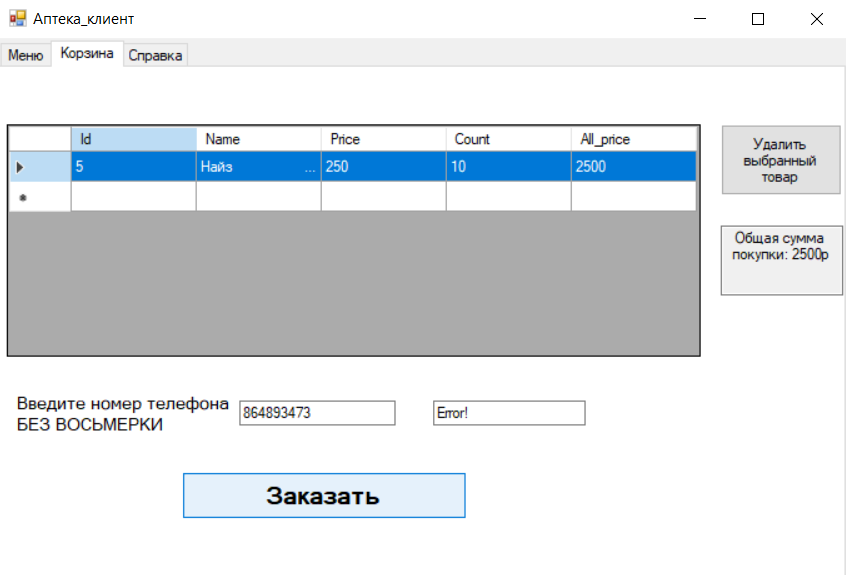 Аптека_клиент
Меню Корзина Справка
Id Name Price Count All_price
5 Найз ... 250 10 2500
Удалить
выбранный
товар
Общая сумма
покупки: 2500р
Введите номер телефона
БЕЗ ВОСЬМЕРКИ
864893473
Error!
Заказать